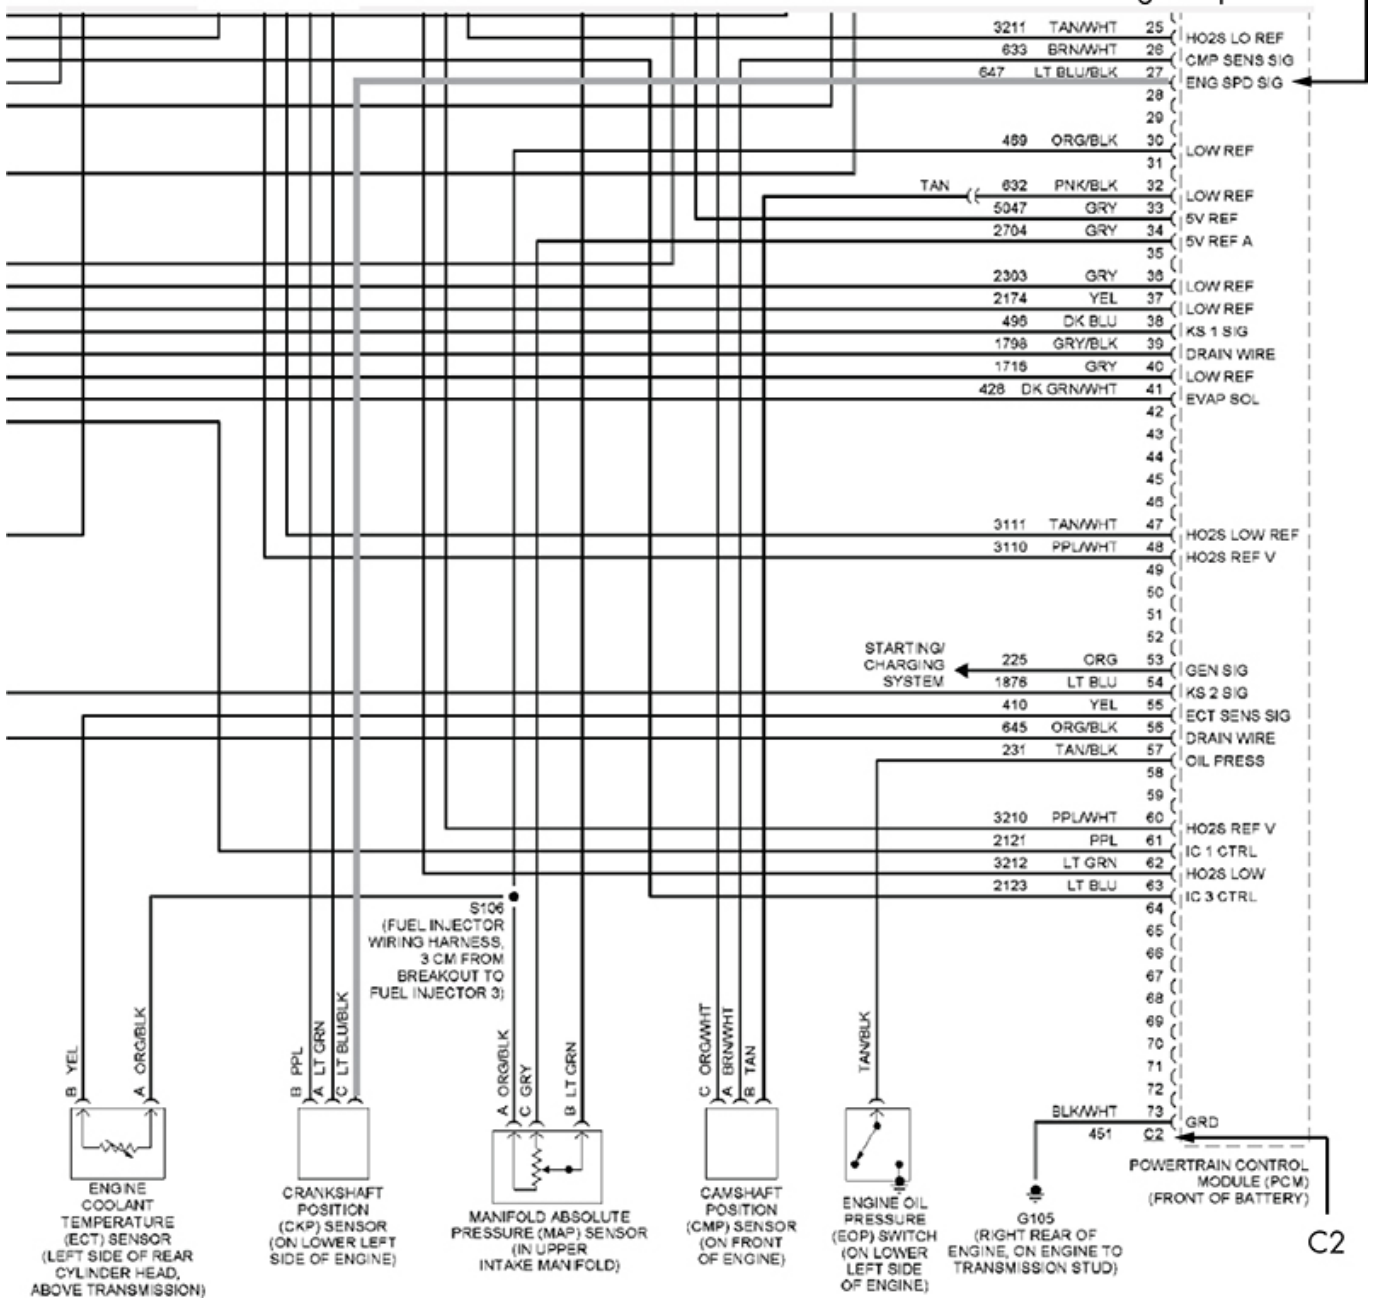 3211 TAN/WHT 25 HO2S LO REF
633 BRN/WHT 26 CMP SENS SIG
647 LT BLU/BLK 27 ENG SPD SIG
28
29
469 ORG/BLK 30 LOW REF
31
TAN 632 PNK/BLK 32 LOW REF
5047 GRY 33 5V REF
2704 GRY 34 5V REF A
35
2303 GRY 36 LOW REF
2174 YEL 37 LOW REF
496 DK BLU 38 KS 1 SIG
1798 GRY/BLK 39 DRAIN WIRE
1716 GRY 40 LOW REF
428 DK GRN/WHT 41 EVAP SOL
42
43
44
45
46
3111 TAN/WHT 47 HO2S LOW REF
3110 PPL/WHT 48 HO2S REF V
49
50
51
52
STARTING/
CHARGING
SYSTEM
225 ORG 53 GEN SIG
1876 LT BLU 54 KS 2 SIG
410 YEL 55 ECT SENS SIG
645 ORG/BLK 56 DRAIN WIRE
231 TAN/BLK 57 OIL PRESS
58
59
3210 PPL/WHT 60 HO2S REF V
2121 PPL 61 IC 1 CTRL
3212 LT GRN 62 HO2S LOW
2123 LT BLU 63 IC 3 CTRL
64
65
66
67
68
69
70
71
72
BLK/WHT 73 GRD
451 C2
S106
(FUEL INJECTOR
WIRING HARNESS,
3 CM FROM
BREAKOUT TO
FUEL INJECTOR 3)
B YEL
A ORG/BLK
B PPL
A LT GRN
C LT BLU/BLK
A ORG/BLK
C GRY
B LT GRN
C ORG/WHT
A BRN/WHT
B TAN
TAN/BLK
ENGINE
COOLANT
TEMPERATURE
(ECT) SENSOR
(LEFT SIDE OF REAR
CYLINDER HEAD,
ABOVE TRANSMISSION)
CRANKSHAFT
POSITION
(CKP) SENSOR
(ON LOWER LEFT
SIDE OF ENGINE)
MANIFOLD ABSOLUTE
PRESSURE (MAP) SENSOR
(IN UPPER
INTAKE MANIFOLD)
CAMSHAFT
POSITION
(CMP) SENSOR
(ON FRONT
OF ENGINE)
ENGINE OIL
PRESSURE
(EOP) SWITCH
(ON LOWER
LEFT SIDE
OF ENGINE)
G105
(RIGHT REAR OF
ENGINE, ON ENGINE TO
TRANSMISSION STUD)
POWERTRAIN CONTROL
MODULE (PCM)
(FRONT OF BATTERY)
C2